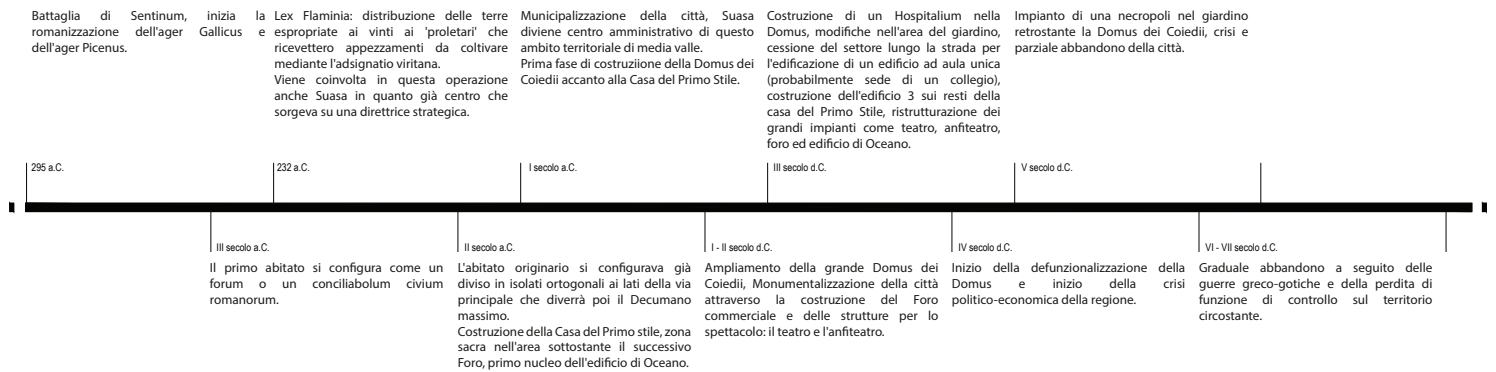 Battaglia di Sentinum, inizia la
romanizzazione dell'ager Gallicus e
dell'ager Picenus.
Lex Flaminia: distribuzione delle terre
espropriate ai vinti ai 'proletari' che
ricevettero appezzamenti da coltivare
mediante l'adsignatio viritana.
Viene coinvolta in questa operazione
anche Suasa in quanto già centro che
sorgeva su una direttrice strategica.
Municipalizzazione della città, Suasa
diviene centro amministrativo di questo
ambito territoriale di media valle.
Prima fase di costruziione della Domus dei
Coiedii accanto alla Casa del Primo Stile.
Costruzione di un Hospitalium nella
Domus, modifiche nell'area del giardino,
cessione del settore lungo la strada per
l'edificazione di un edificio ad aula unica
(probabilmente sede di un collegio),
costruzione dell'edificio 3 sui resti della
casa del Primo Stile, ristrutturazione dei
grandi impianti come teatro, anfiteatro,
foro ed edificio di Oceano.
Impianto di una necropoli nel giardino
retrostante la Domus dei Coiedii, crisi e
parziale abbandono della città.
295 a.C.
232 a.C.
I secolo a.C.
III secolo d.C.
V secolo d.C.
III secolo a.C.
Il primo abitato si configura come un
forum o un conciliabolum civium
romanorum.
II secolo a.C.
L'abitato originario si configurava già
diviso in isolati ortogonali ai lati della via
principale che diverrà poi il Decumano
massimo.
Costruzione della Casa del Primo stile, zona
sacra nell'area sottostante il successivo
Foro, primo nucleo dell'edificio di Oceano.
I - II secolo d.C.
Ampliamento della grande Domus dei
Coiedii, Monumentalizzazione della città
attraverso la costruzione del Foro
commerciale e delle strutture per lo
spettacolo: il teatro e l'anfiteatro.
IV secolo d.C.
Inizio della defunzionalizzazione della
Domus e inizio della crisi
politico-economica della regione.
VI - VII secolo d.C.
Graduale abbandono a seguito delle
guerre greco-gotiche e della perdita di
funzione di controllo sul territorio
circostante.